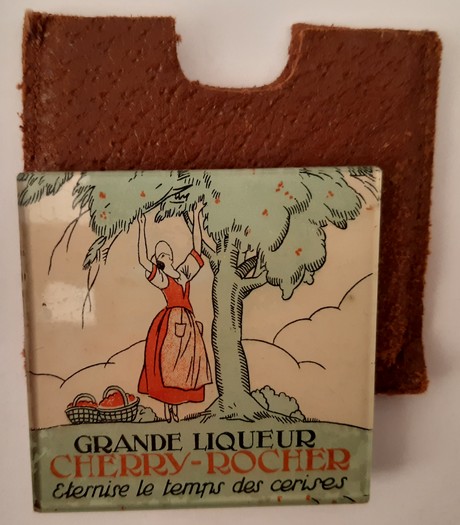 GRANDE LIQUEUR
CHERRY-ROCHER
Eternise le temps des cerises